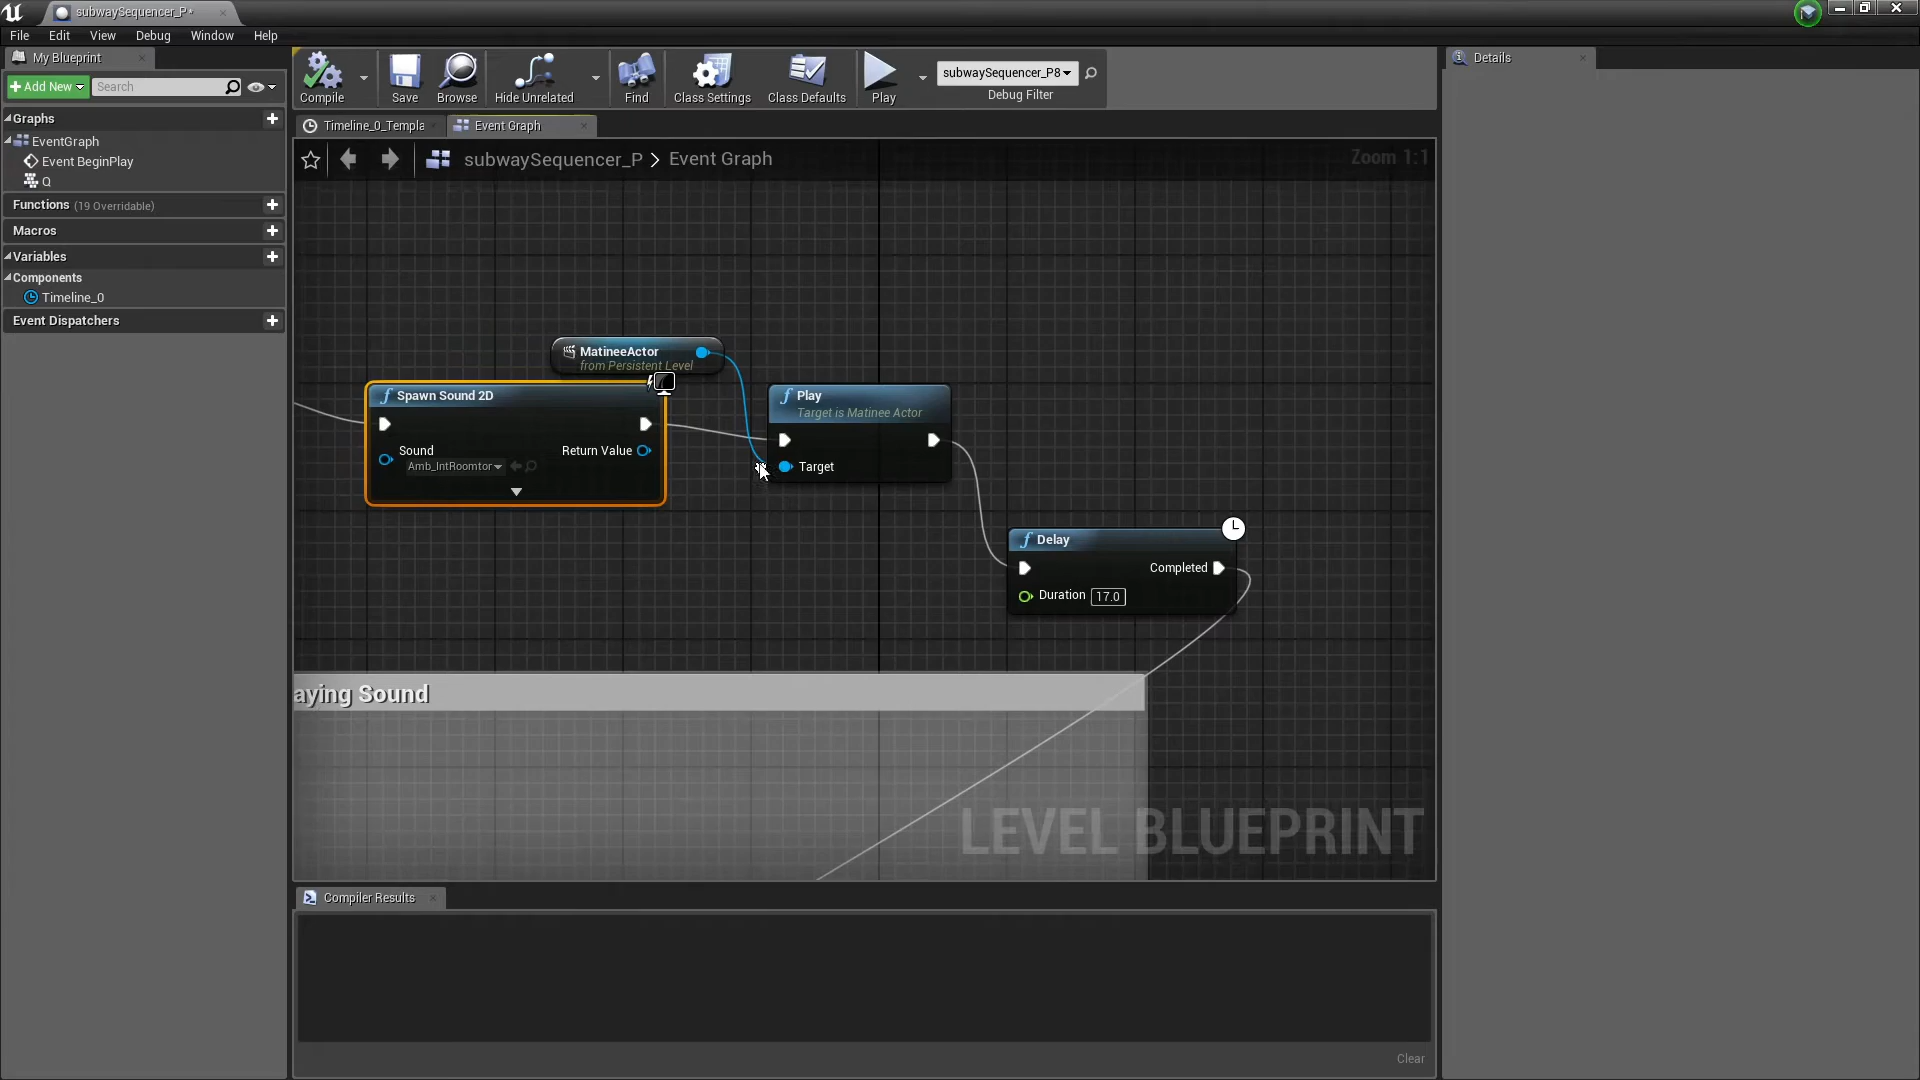 subwaySequencer_P*
File Edit View Debug Window Help
My Blueprint
Add New
Search
Graphs
EventGraph
Event BeginPlay
Q
Functions (19 Overridable)
Macros
Variables
Components
Timeline_0
Event Dispatchers
Compile
Save
Browse
Hide Unrelated
Find
Class Settings
Class Defaults
Play
subwaySequencer_P8
Debug Filter
Timeline_0_Templa
Event Graph
subwaySequencer_P > Event Graph
Zoom 1:1
MatineeActor
from Persistent Level
Spawn Sound 2D
Sound
Amb_IntRoomtor
Return Value
Play
Target is Matinee Actor
Target
Delay
Completed
Duration 17.0
aying Sound
LEVEL BLUEPRINT
Compiler Results
Clear
Details